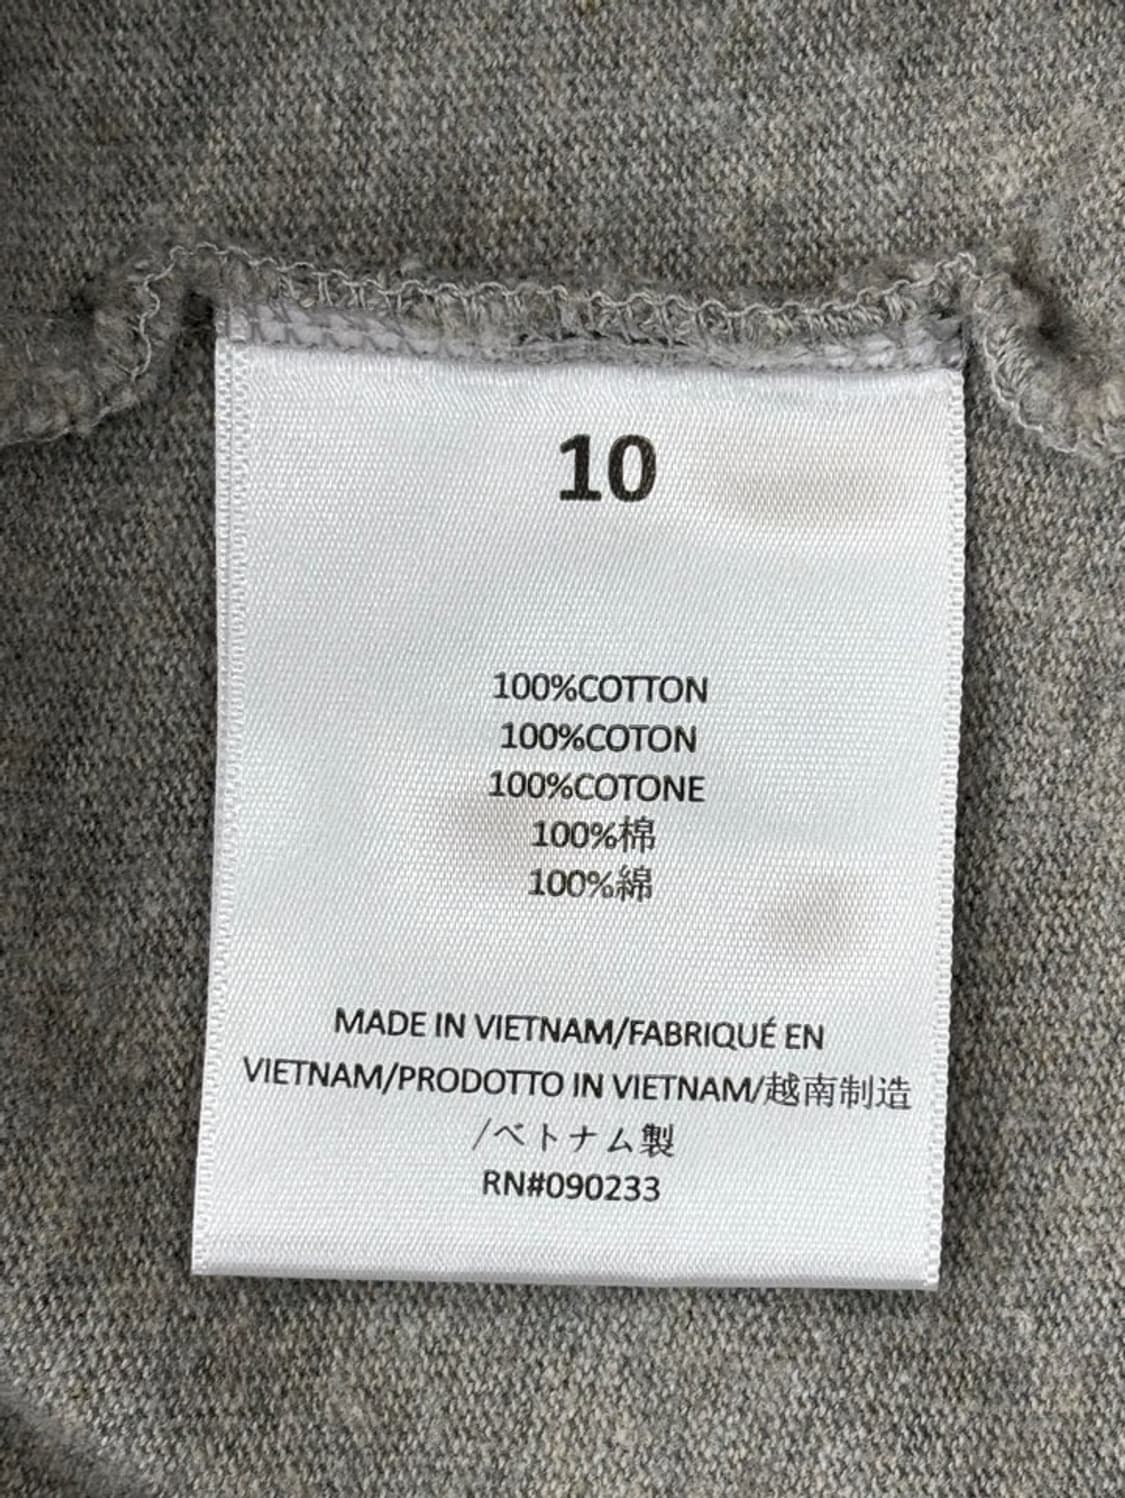 10
100%COTTON
100%COTON
100%COTONE
100%棉
100%綿
MADE IN VIETNAM/FABRIQUÉ EN
VIETNAM/PRODOTTO IN VIETNAM/越南制造
/ベトナム製
RN#090233